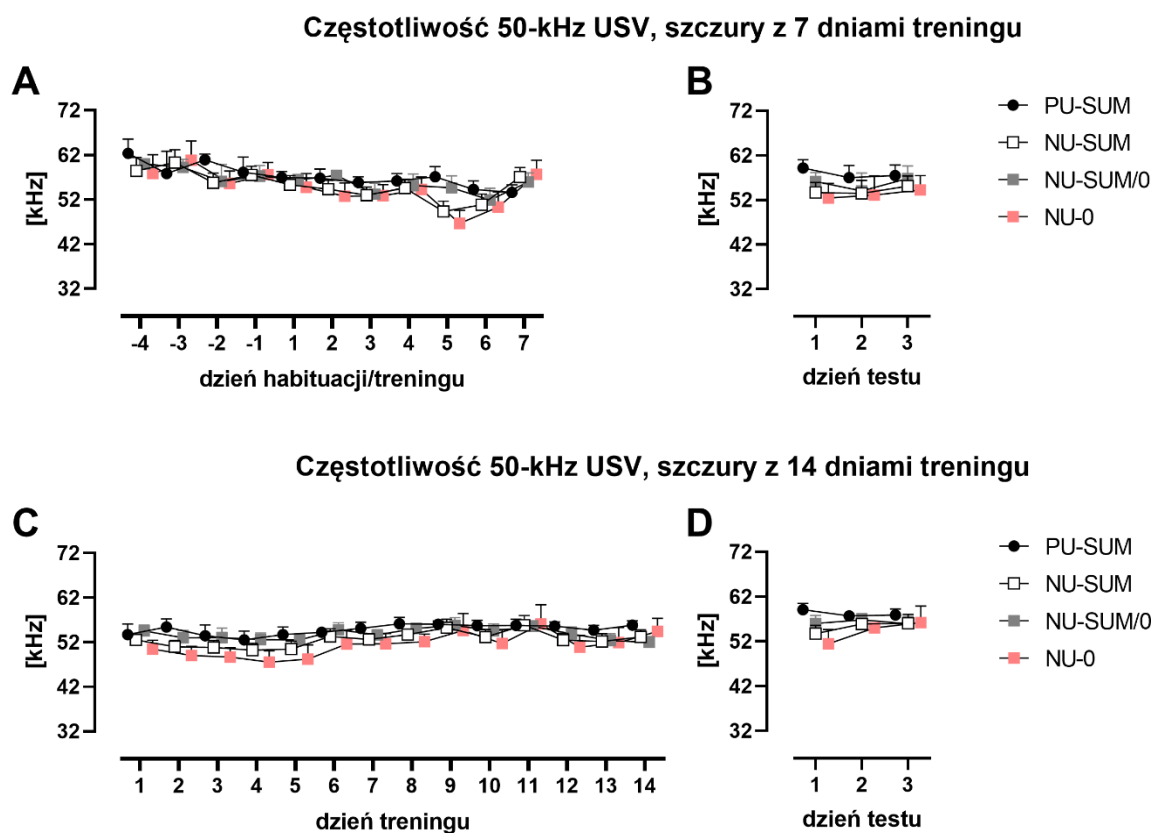 Częstotliwość 50-kHz USV, szczury z 7 dniami treningu
A
B
72
62
52
42
32
[kHz]
-4 -3 -2 -1 1 2 3 4 5 6 7
dzień habituacji/treningu
72
62
52
42
32
[kHz]
1 2 3
dzień testu
PU-SUM
NU-SUM
NU-SUM/0
NU-0
Częstotliwość 50-kHz USV, szczury z 14 dniami treningu
C
D
72
62
52
42
32
[kHz]
1 2 3 4 5 6 7 8 9 10 11 12 13 14
dzień treningu
72
62
52
42
32
[kHz]
1 2 3
dzień testu
PU-SUM
NU-SUM
NU-SUM/0
NU-0